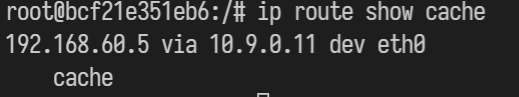 root@bcf21e351eb6:/# ip route show cache
192.168.60.5 via 10.9.0.11 dev eth0
    cache